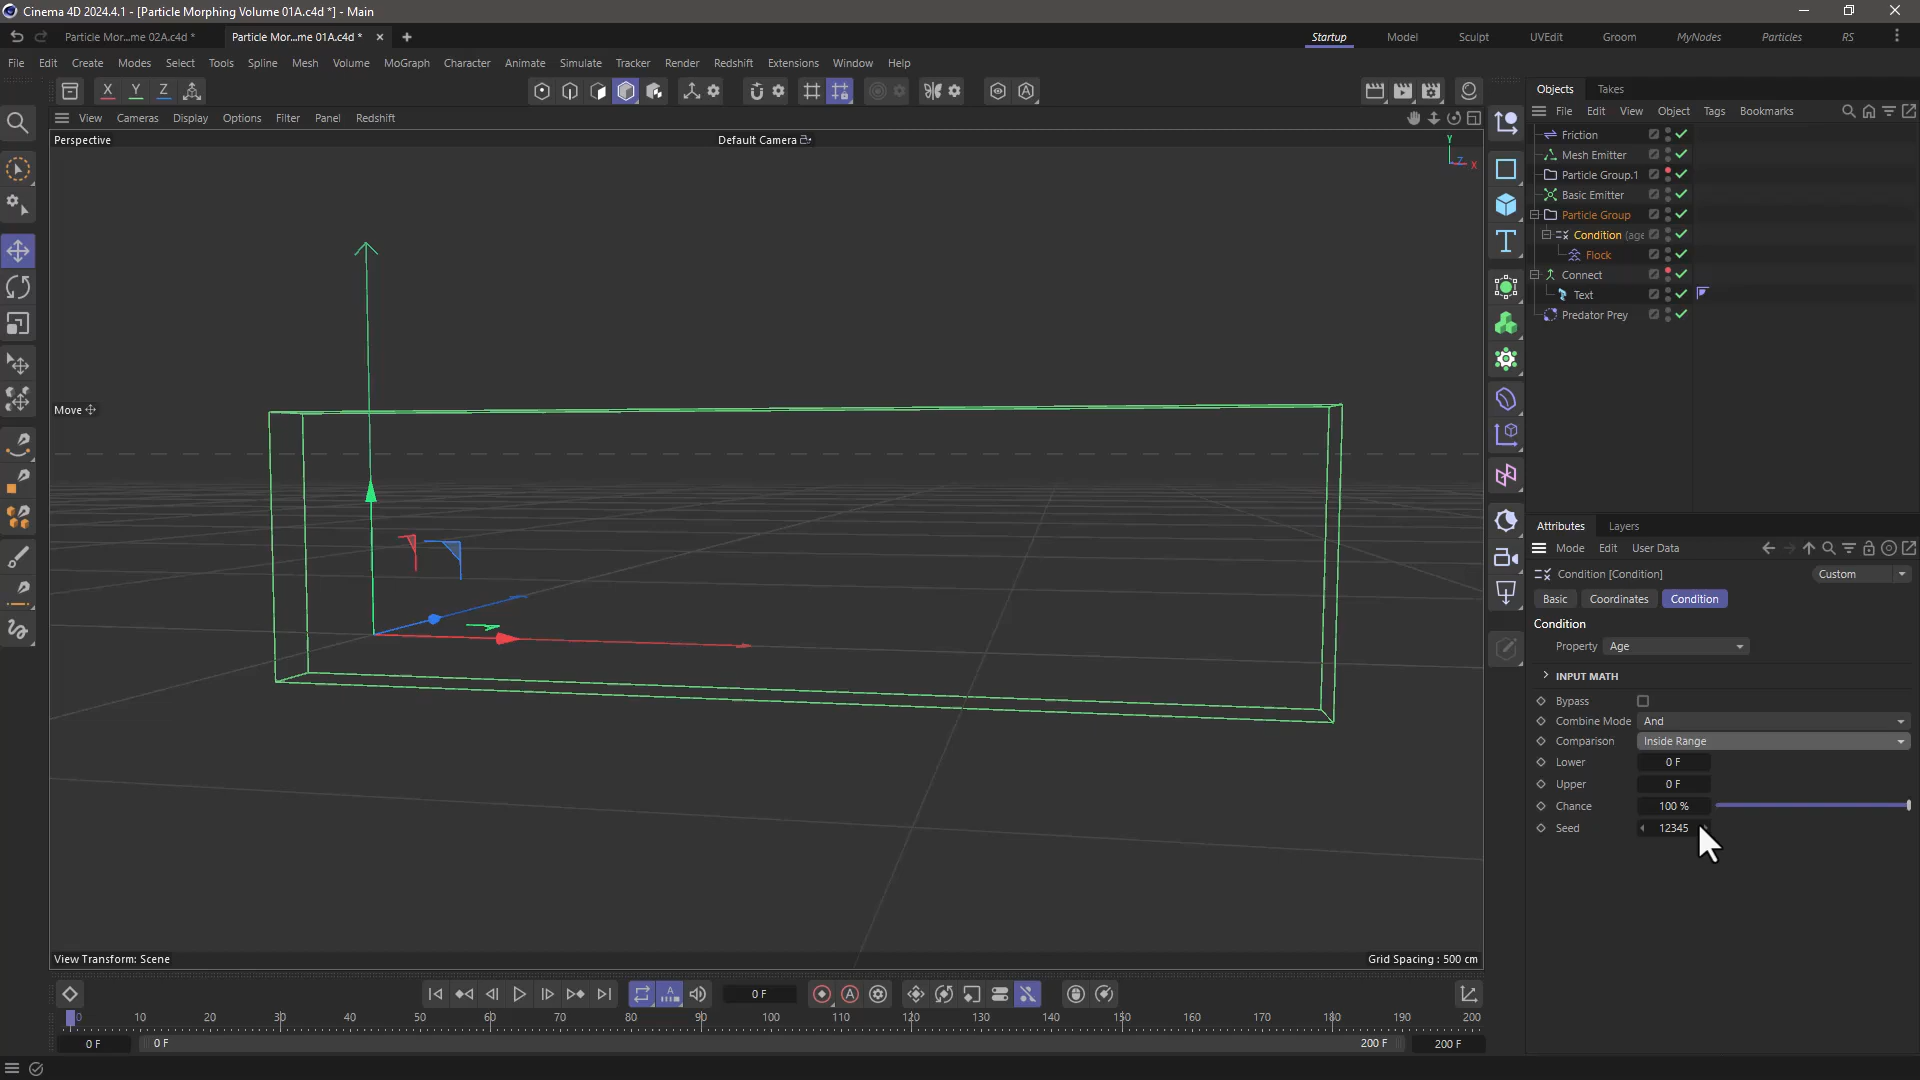 Cinema 4D 2024.4.1 - [Particle Morphing Volume 01A.c4d *] - Main
Particle Mor...me 02A.c4d *
Particle Mor...me 01A.c4d *
Startup
Model
Sculpt
UVEdit
Groom
MyNodes
Particles
RS
File
Edit
Create
Modes
Select
Tools
Spline
Mesh
Volume
MoGraph
Character
Animate
Simulate
Tracker
Render
Redshift
Extensions
Window
Help
X
Y
Z
View
Cameras
Display
Options
Filter
Panel
Redshift
Perspective
Default Camera
Y
Z
X
Move
View Transform: Scene
Grid Spacing : 500 cm
Objects
Takes
File
Edit
View
Object
Tags
Bookmarks
Friction
Mesh Emitter
Particle Group.1
Basic Emitter
Particle Group
Condition (age
Flock
Connect
Text
Predator Prey
Attributes
Layers
Mode
Edit
User Data
Condition [Condition]
Custom
Basic
Coordinates
Condition
Condition
Property
Age
INPUT MATH
Bypass
Combine Mode
And
Comparison
Inside Range
Lower
0 F
Upper
0 F
Chance
100 %
Seed
12345
0 F
0
10
20
30
40
50
60
70
80
90
100
110
120
130
140
150
160
170
180
190
200
0 F
0 F
200 F
200 F